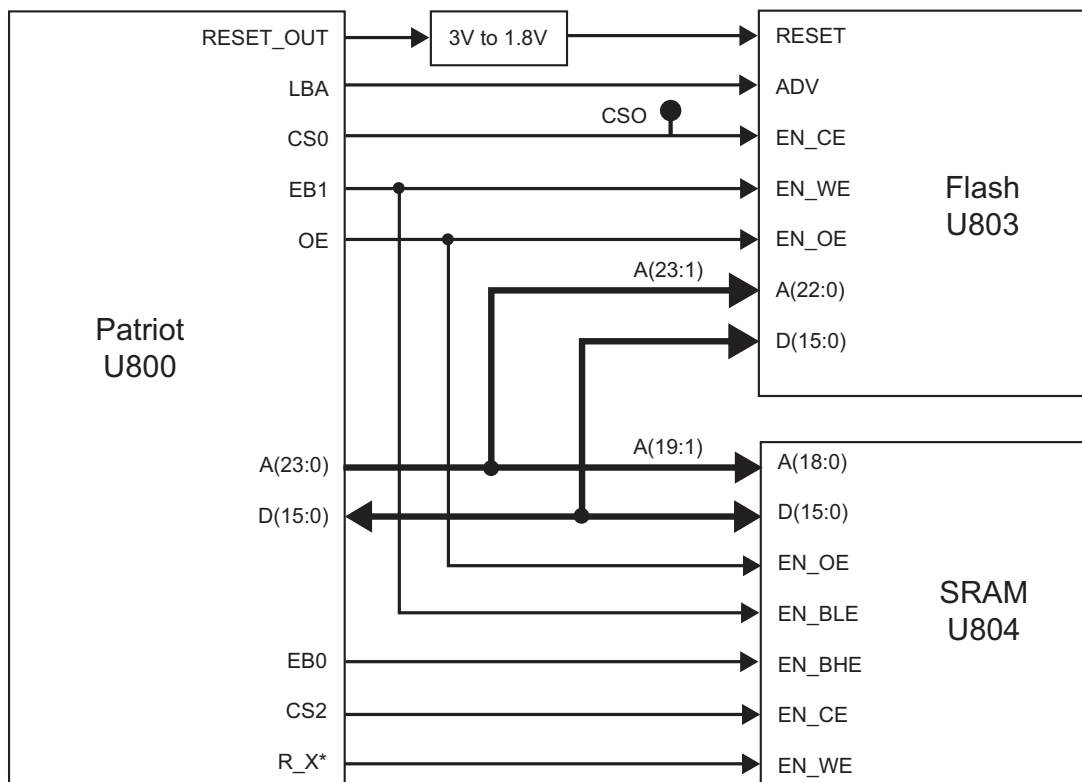 RESET_OUT
3V to 1.8V
RESET
LBA
ADV
CSO
CS0
EN_CE
EB1
EN_WE
Flash
U803
OE
EN_OE
A(23:1)
A(22:0)
Patriot
U800
D(15:0)
A(23:0)
A(19:1)
A(18:0)
D(15:0)
D(15:0)
EN_OE
SRAM
U804
EN_BLE
EB0
EN_BHE
CS2
EN_CE
R_X*
EN_WE